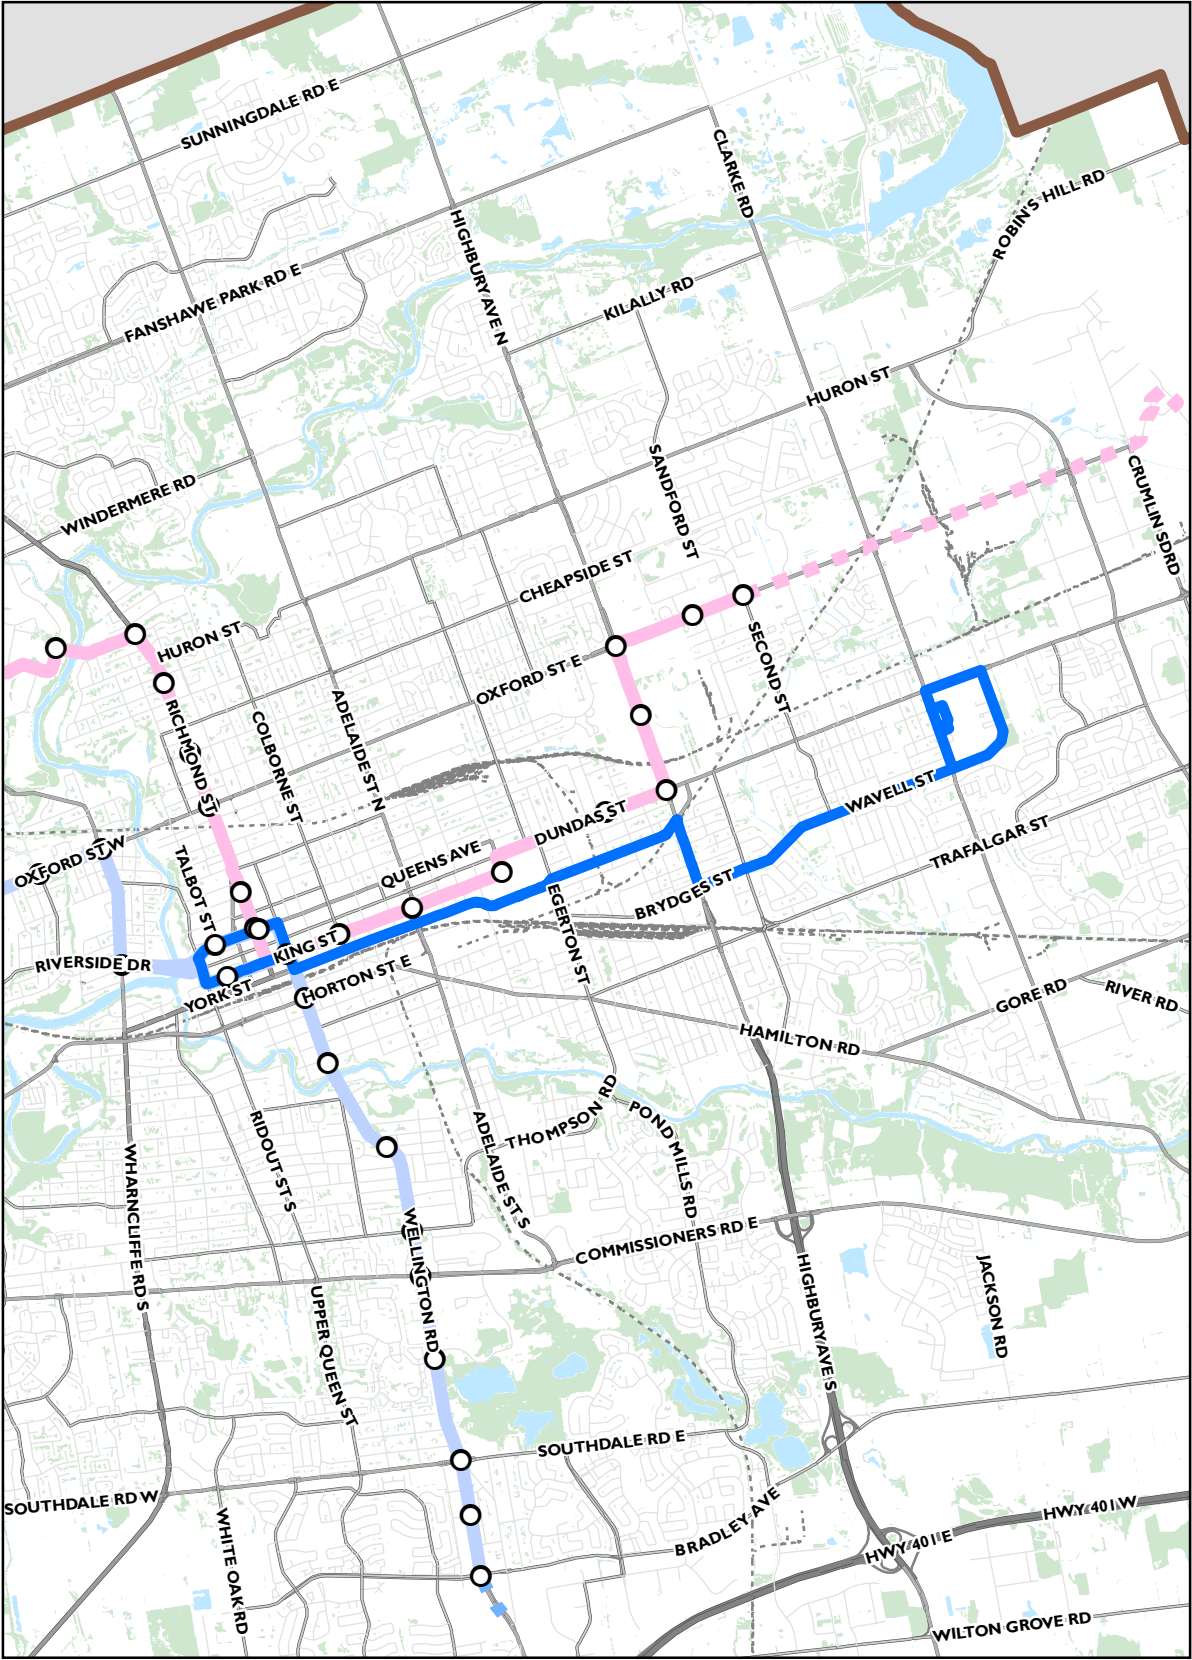 SUNNINGDALE RD E
CLARKE RD
ROBIN'S HILL RD
HIGHBURY AVE N
FANSHAWE PARK RD E
KILALLY RD
HURON ST
SANDFORD ST
CRUMLIN SDRD
WINDERMERE RD
CHEAPSIDE ST
HURON ST
SECOND ST
OXFORD ST E
RICHMOND ST
COLBORNE ST
ADELAIDE ST N
WAVELL ST
DUNDAS ST
TRAFALGAR ST
OXFORD ST W
TALBOT ST
QUEENS AVE
BRYDGES ST
EGERTON ST
KING ST
RIVERSIDE DR
YORK ST
HORTON ST E
GORE RD
RIVER RD
HAMILTON RD
THOMPSON RD
POND MILLS RD
RIDOUT ST S
ADELAIDE ST S
WHARNCLIFFE RD S
WELLINGTON RD
COMMISSIONERS RD E
HIGHBURY AVE S
JACKSON RD
UPPER QUEEN ST
SOUTHDALE RD E
SOUTHDALE RD W
WHITE OAK RD
BRADLEY AVE
HWY 401 W
HWY 401 E
WILTON GROVE RD